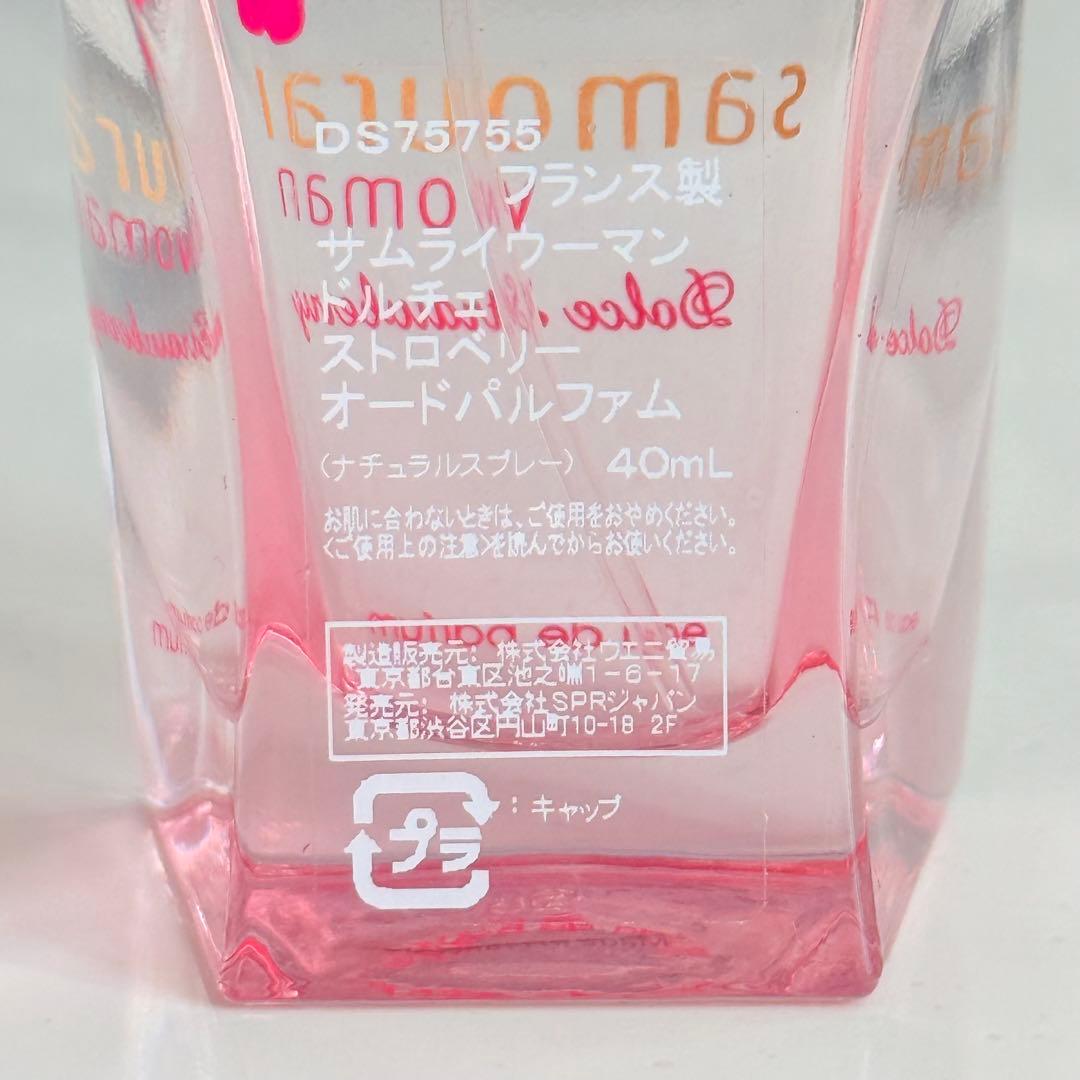 DS75755
フランス製
サムライウーマン
ドルチェ
ストロベリー
オードパルファム
(ナチュラルスプレー) 40mL
お肌に合わないときは、ご使用をおやめください。
〈ご使用上の注意〉を読んでからお使いください。
製造販売元: 株式会社ウエニ貿易
東京都台東区池之端1-6-17
発売元: 株式会社SPRジャパン
東京都渋谷区円山町10-18 2F
プラ : キャップ
samourai
woman
Dolce Strawberry
eau de parfum